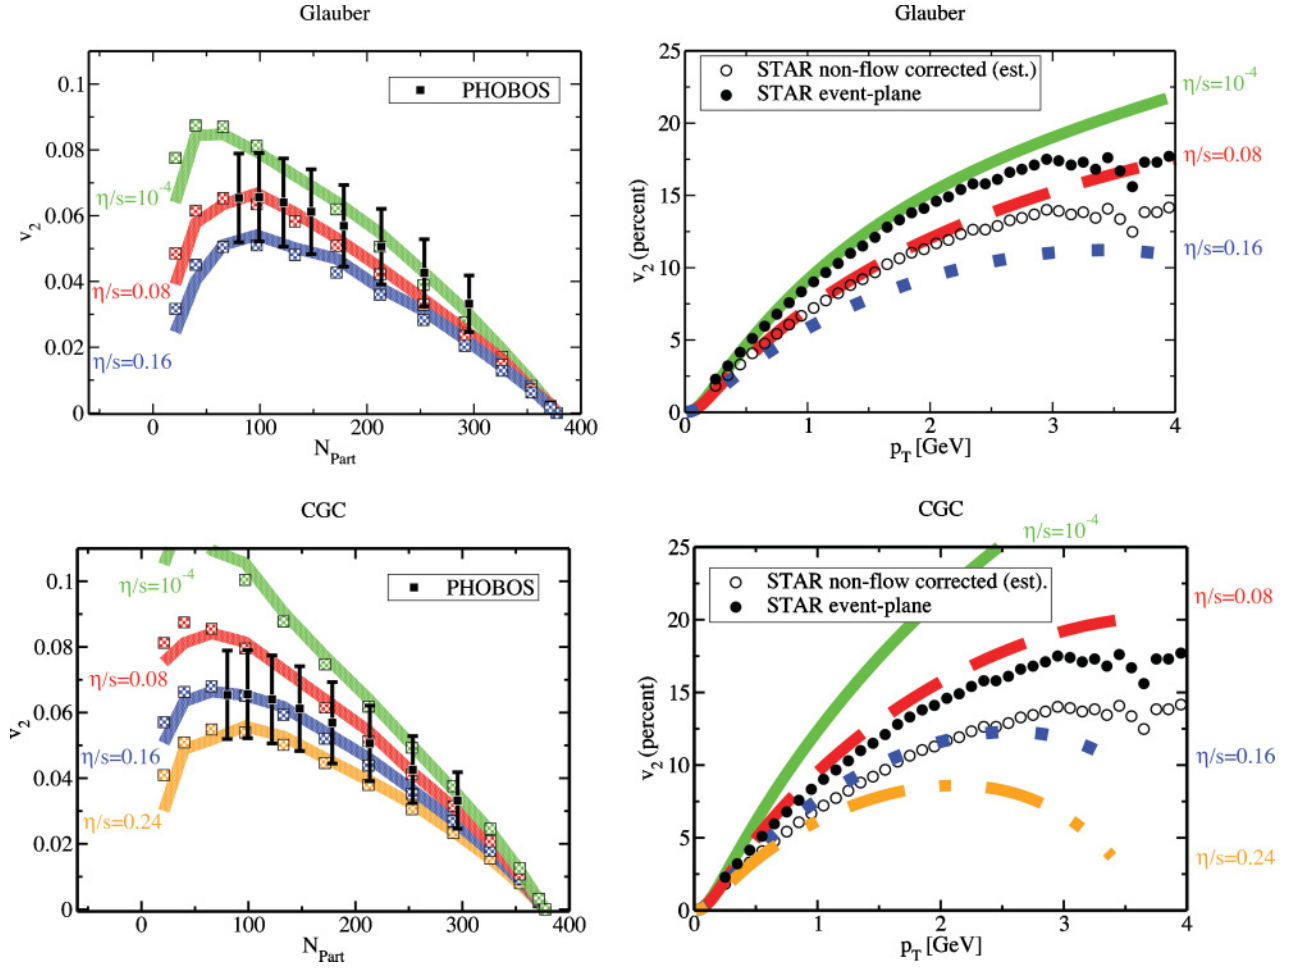 Glauber
0.1
0.08
0.06
0.04
0.02
0
v2
PHOBOS
η/s=10-4
η/s=0.08
η/s=0.16
0 100 200 300 400
NPart
Glauber
25
20
15
10
5
0
v2 (percent)
STAR non-flow corrected (est.)
STAR event-plane
η/s=10-4
η/s=0.08
η/s=0.16
0 1 2 3 4
pT [GeV]
CGC
0.1
0.08
0.06
0.04
0.02
0
v2
PHOBOS
η/s=10-4
η/s=0.08
η/s=0.16
η/s=0.24
0 100 200 300 400
NPart
CGC
25
20
15
10
5
0
v2 (percent)
STAR non-flow corrected (est).
STAR event-plane
η/s=10-4
η/s=0.08
η/s=0.16
η/s=0.24
0 1 2 3 4
pT [GeV]